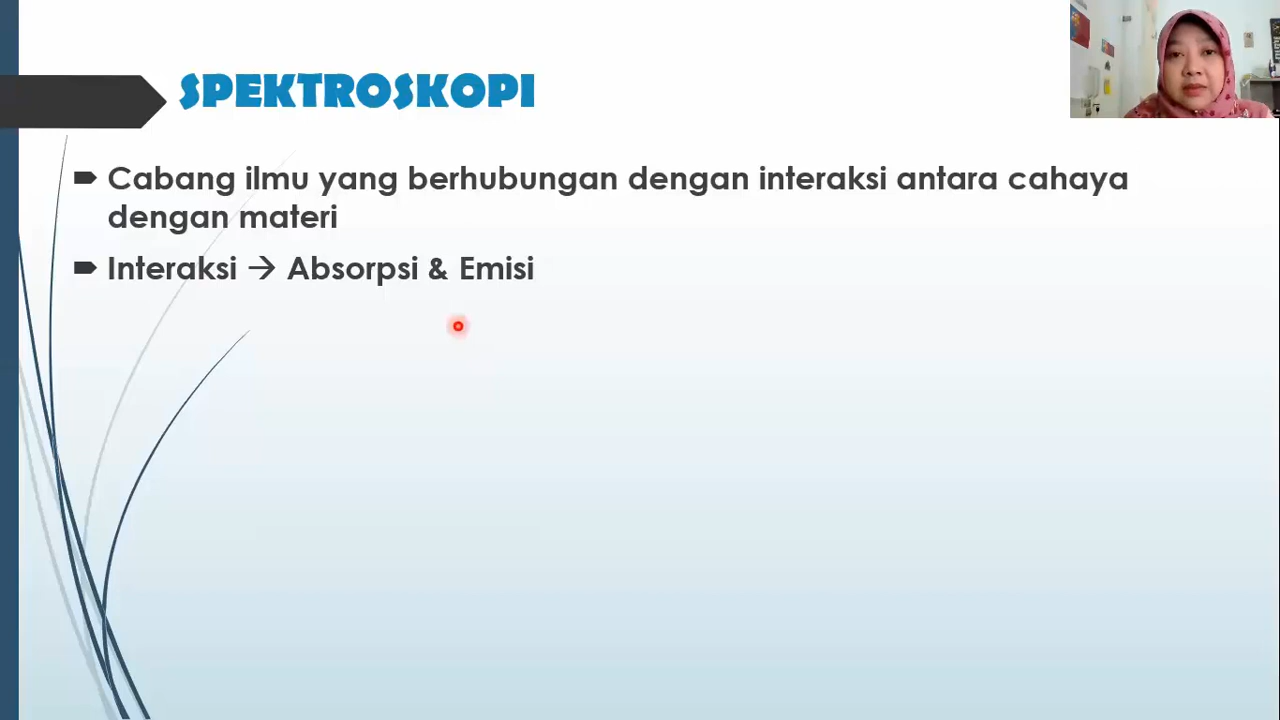 SPEKTROSKOPI
Cabang ilmu yang berhubungan dengan interaksi antara cahaya
dengan materi
Interaksi → Absorpsi & Emisi